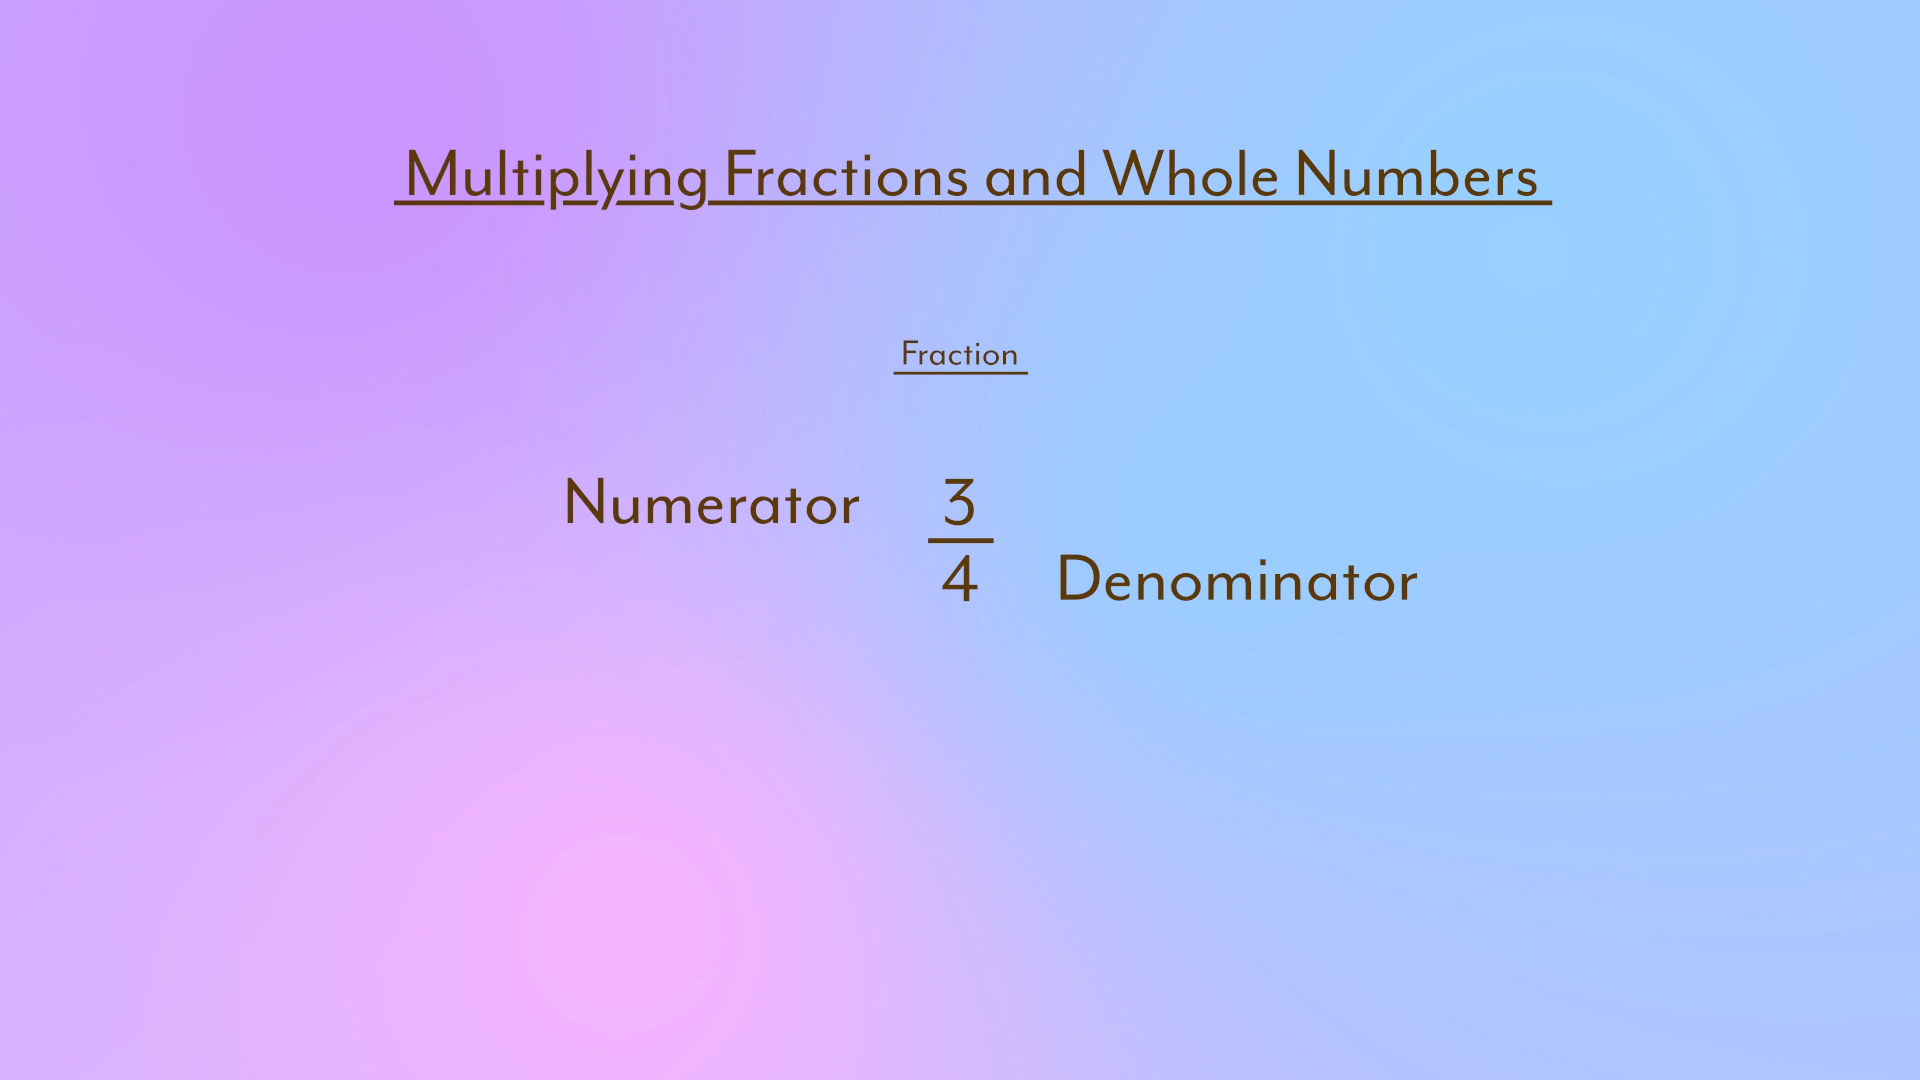 Multiplying Fractions and Whole Numbers
Fraction
Numerator 3
4 Denominator